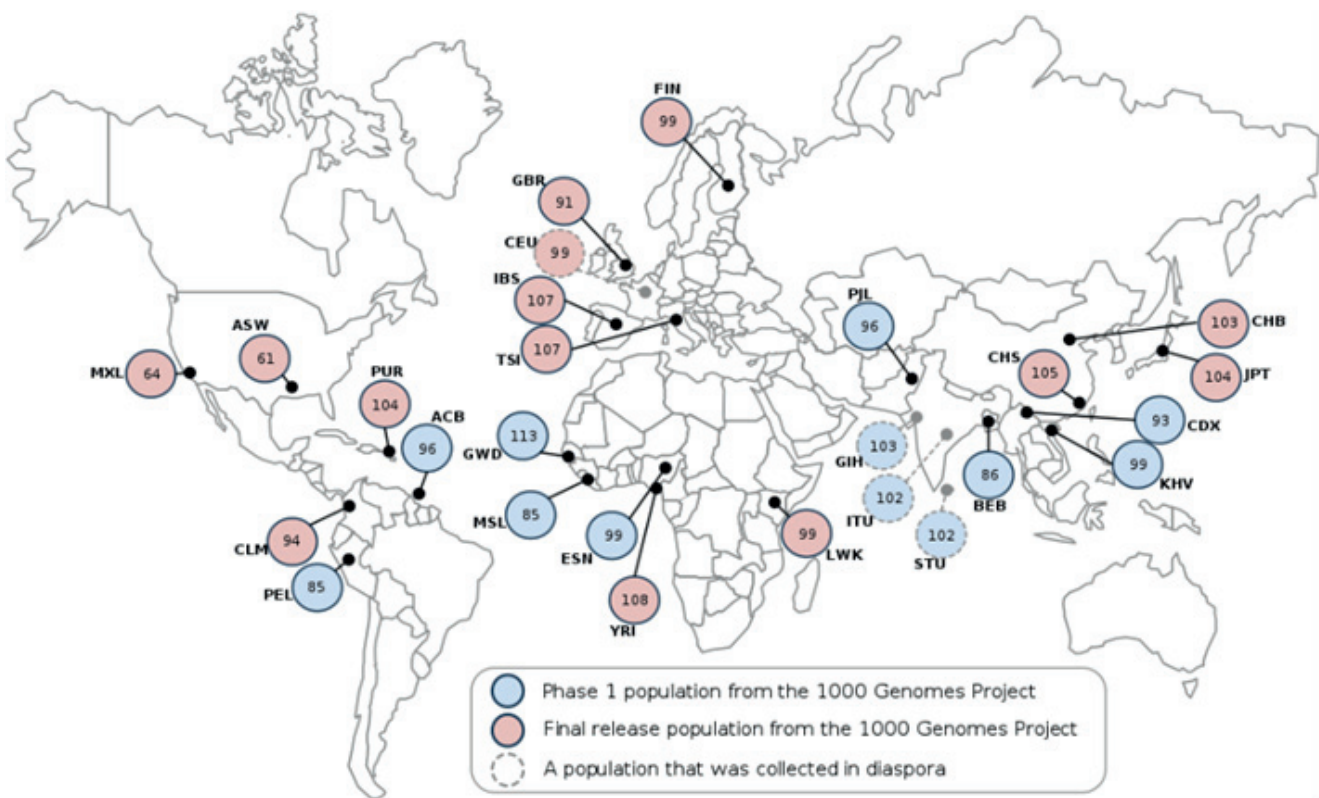 FIN
99
GBR
91
CEU
99
IBS
107
TSI
107
PJL
96
CHB
103
CHS
105
JPT
104
CDX
93
KHV
99
ASW
61
MXL
64
PUR
104
ACB
96
GWD
113
MSL
85
ESN
99
YRI
108
LWK
99
GIH
103
ITU
102
STU
102
BEB
86
CLM
94
PEL
85
Phase 1 population from the 1000 Genomes Project
Final release population from the 1000 Genomes Project
A population that was collected in diaspora